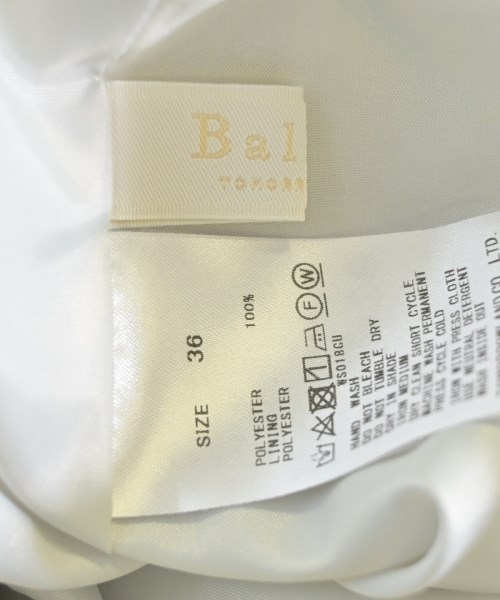 Bal
SIZE 36
POLYESTER 100%
LINING
POLYESTER
F W
WS018GU
HAND WASH
DO NOT BLEACH
DO NOT TUMBLE DRY
DRY IN SHADE
IRON MEDIUM
DRY CLEAN SHORT CYCLE
MACHINE WASH PERMANENT
PRESS CYCLE COLD
IRON WITH PRESS CLOTH
USE NEUTRAL DETERGENT
WASH INSIDE OUT
AND CO LTD.